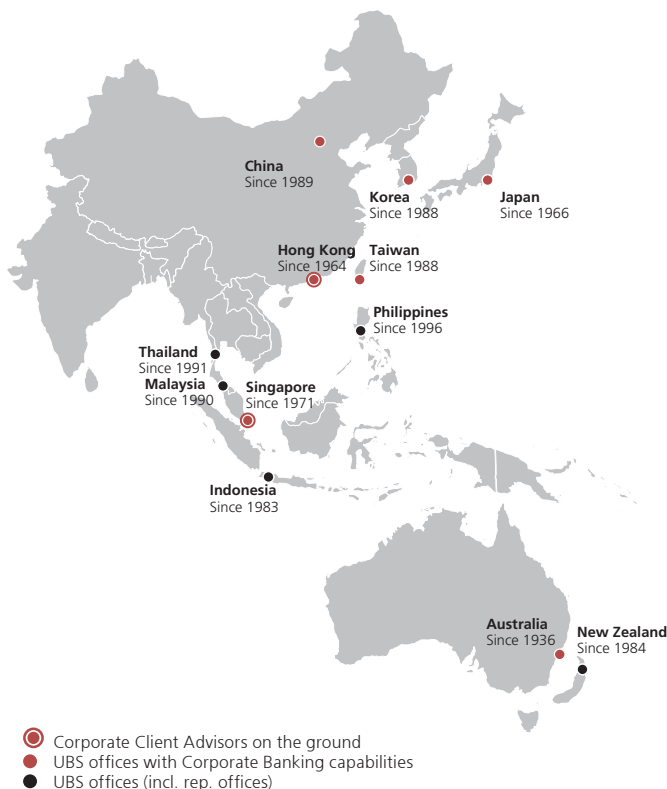 China
Since 1989
Korea
Since 1988
Japan
Since 1966
Hong Kong
Since 1964
Taiwan
Since 1988
Philippines
Since 1996
Thailand
Since 1991
Malaysia
Since 1990
Singapore
Since 1971
Indonesia
Since 1983
Australia
Since 1936
New Zealand
Since 1984
Corporate Client Advisors on the ground
UBS offices with Corporate Banking capabilities
UBS offices (incl. rep. offices)